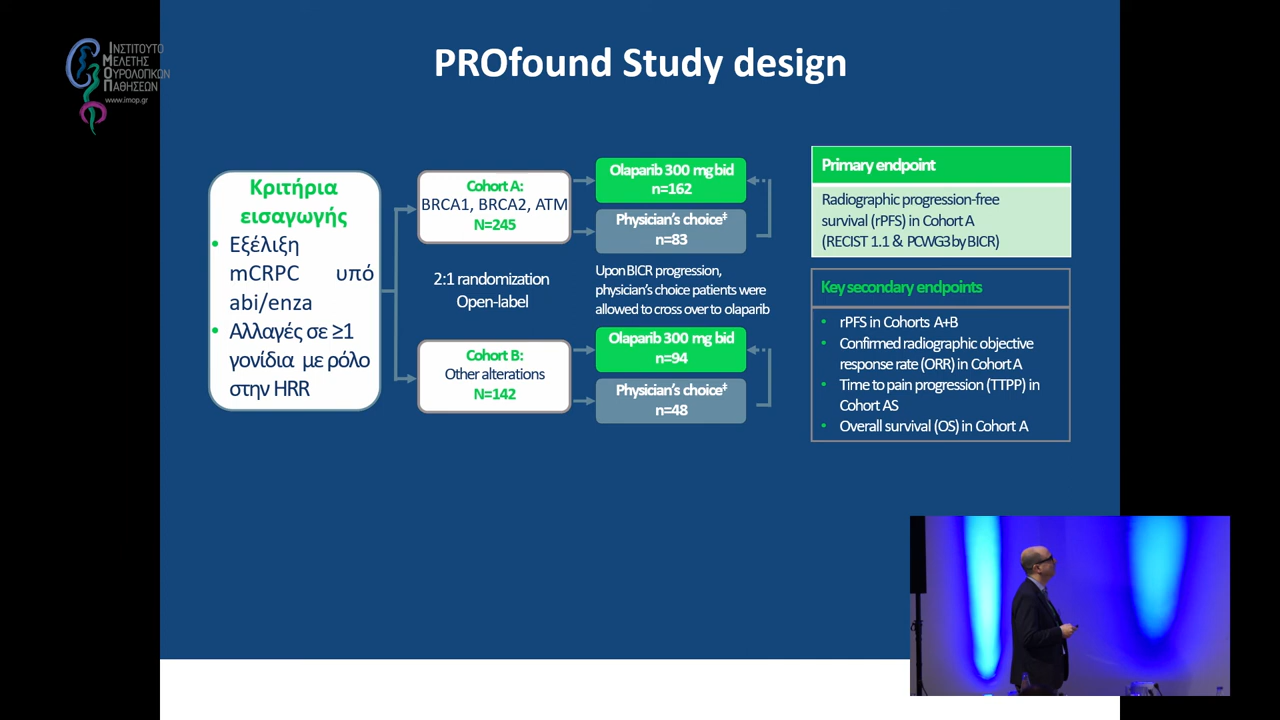 ΙΝΣΤΙΤΟΥΤΟ
ΜΕΛΕΤΗΣ
ΟΥΡΟΛΟΓΙΚΩΝ
ΠΑΘΗΣΕΩΝ
www.imop.gr
PROfound Study design
Κριτήρια
εισαγωγής
• Εξέλιξη
mCRPC υπό
abi/enza
• Αλλαγές σε ≥1
γονίδια με ρόλο
στην HRR
Cohort A:
BRCA1, BRCA2, ATM
N=245
2:1 randomization
Open-label
Cohort B:
Other alterations
N=142
Olaparib 300 mg bid
n=162
Physician's choice‡
n=83
Upon BICR progression,
physician's choice patients were
allowed to cross over to olaparib
Olaparib 300 mg bid
n=94
Physician's choice‡
n=48
Primary endpoint
Radiographic progression-free
survival (rPFS) in Cohort A
(RECIST 1.1 & PCWG3 by BICR)
Key secondary endpoints
• rPFS in Cohorts A+B
• Confirmed radiographic objective
response rate (ORR) in Cohort A
• Time to pain progression (TTPP) in
Cohort AS
• Overall survival (OS) in Cohort A